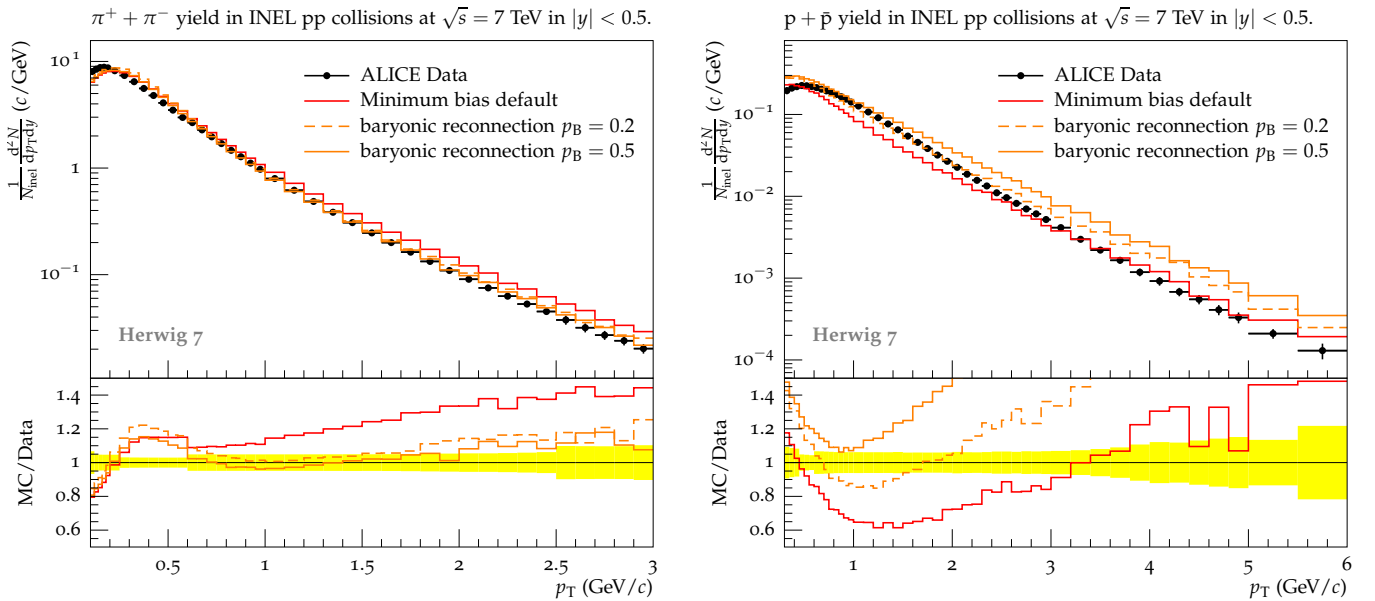 π⁺ + π⁻ yield in INEL pp collisions at √s = 7 TeV in |y| < 0.5.
ALICE Data
Minimum bias default
baryonic reconnection p_B = 0.2
baryonic reconnection p_B = 0.5
Herwig 7
10¹
1
10⁻¹
1/N_inel d²N/dp_Tdy (c/GeV)
1.4
1.2
1
0.8
0.6
MC/Data
0.5 1 1.5 2 2.5 3
p_T (GeV/c)
p + p̄ yield in INEL pp collisions at √s = 7 TeV in |y| < 0.5.
ALICE Data
Minimum bias default
baryonic reconnection p_B = 0.2
baryonic reconnection p_B = 0.5
Herwig 7
10⁻¹
10⁻²
10⁻³
10⁻⁴
1/N_inel d²N/dp_Tdy (c/GeV)
1.4
1.2
1
0.8
0.6
MC/Data
1 2 3 4 5 6
p_T (GeV/c)